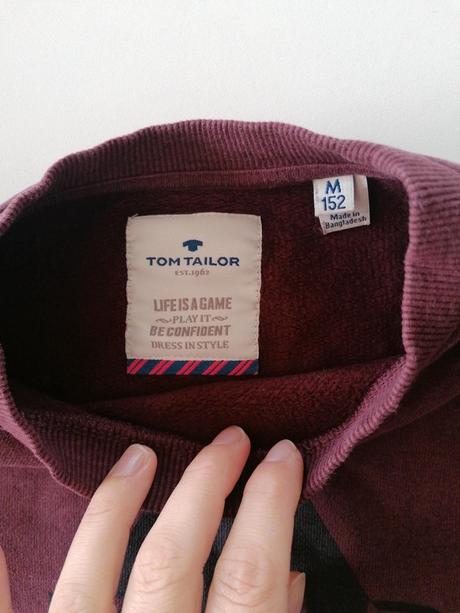 TOM TAILOR
EST.1962
LIFE IS A GAME
PLAY IT
BE CONFIDENT
DRESS IN STYLE
M
152
Made in
Bangladesh